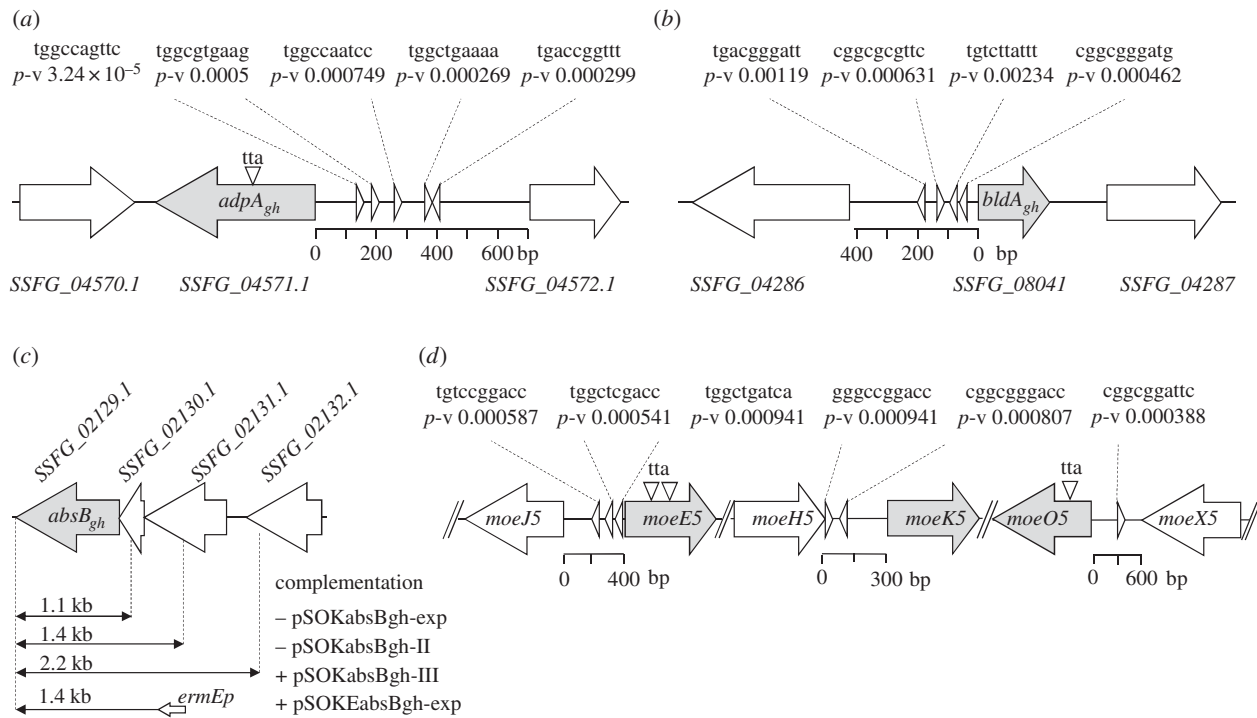 (a)
tggccagttc tggcgtgaag tggccaatcc tggctgaaaa tgaccggttt
p-v 3.24 × 10–5 p-v 0.0005 p-v 0.000749 p-v 0.000269 p-v 0.000299
tta
adpAgh
0 200 400 600 bp
SSFG_04570.1 SSFG_04571.1 SSFG_04572.1
(b)
tgacgggatt cggcgcgttc tgtcttattt cggcgggatg
p-v 0.00119 p-v 0.000631 p-v 0.00234 p-v 0.000462
bldAgh
400 200 0 bp
SSFG_04286 SSFG_08041 SSFG_04287
(c)
SSFG_02129.1
SSFG_02130.1
SSFG_02131.1
SSFG_02132.1
absBgh
complementation
1.1 kb – pSOKabsBgh-exp
1.4 kb – pSOKabsBgh-II
2.2 kb + pSOKabsBgh-III
1.4 kb ermEp + pSOKEabsBgh-exp
(d)
tgtccggacc tggctcgacc tggctgatca gggccggacc cggcgggacc cggcggattc
p-v 0.000587 p-v 0.000541 p-v 0.000941 p-v 0.000941 p-v 0.000807 p-v 0.000388
tta tta
moeJ5 moeE5 moeH5 moeK5 moeO5 moeX5
0 400 bp 0 300 bp 0 600 bp